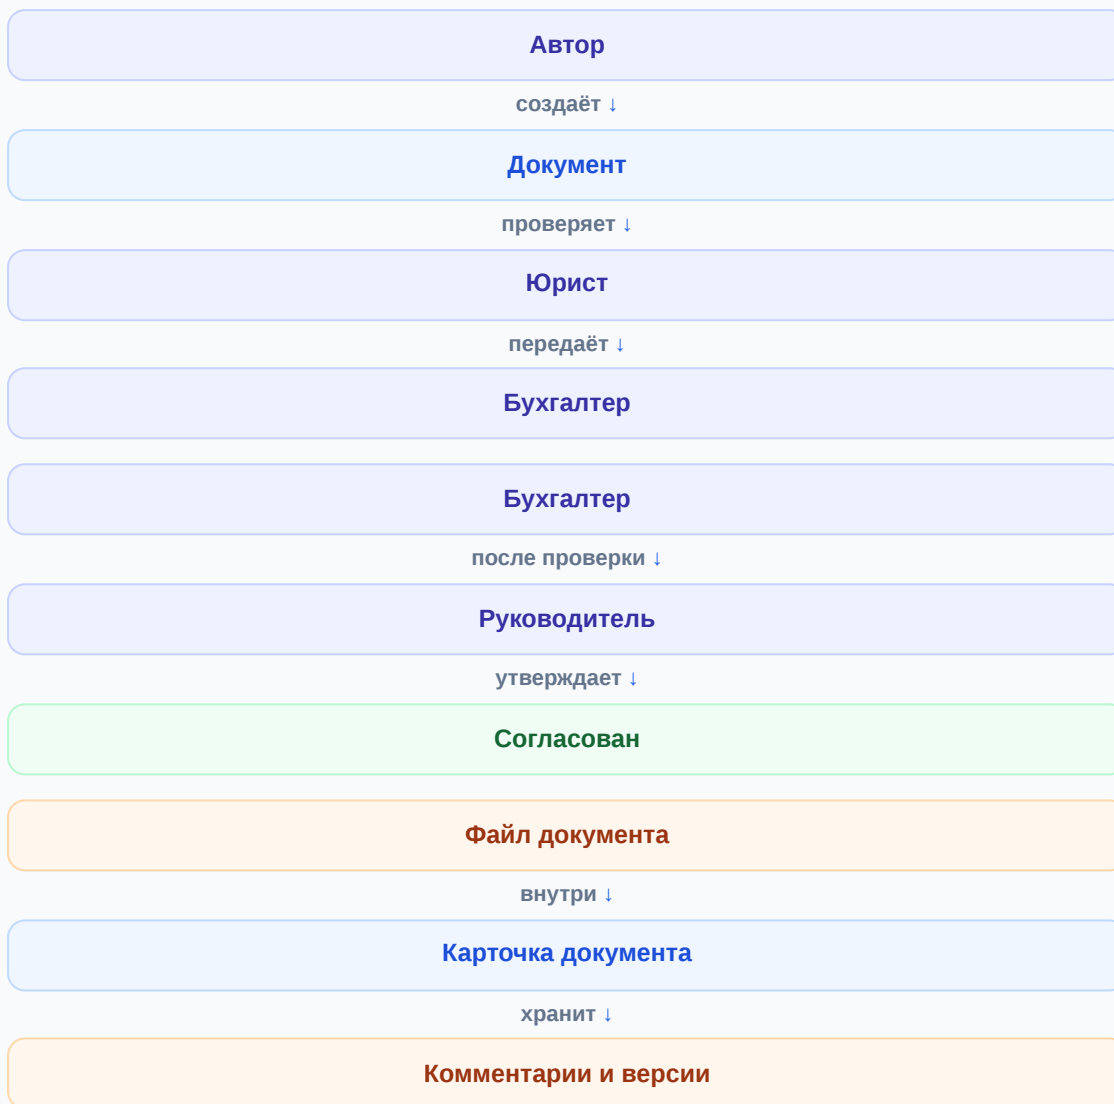 Автор
создаёт ↓
Документ
проверяет ↓
Юрист
передаёт ↓
Бухгалтер
Бухгалтер
после проверки ↓
Руководитель
утверждает ↓
Согласован
Файл документа
внутри ↓
Карточка документа
хранит ↓
Комментарии и версии